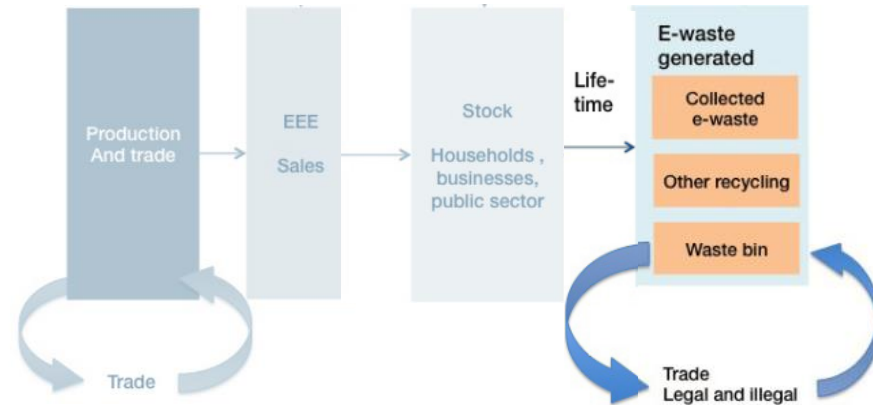 Production
And trade
EEE
Sales
Stock
Households ,
businesses,
public sector
Life-
time
E-waste
generated
Collected
e-waste
Other recycling
Waste bin
Trade
Trade
Legal and illegal